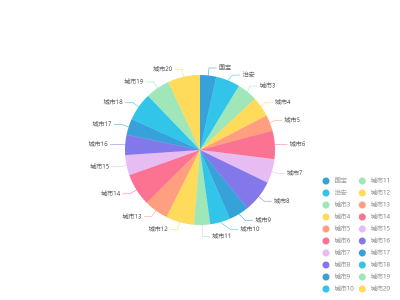 城市20
国宝
治安
城市19
城市3
城市18
城市4
城市17
城市5
城市16
城市6
城市15
城市7
城市14
城市8
城市13
城市9
城市12
城市10
城市11
国宝 城市11
治安 城市12
城市3 城市13
城市4 城市14
城市5 城市15
城市6 城市16
城市7 城市17
城市8 城市18
城市9 城市19
城市10 城市20